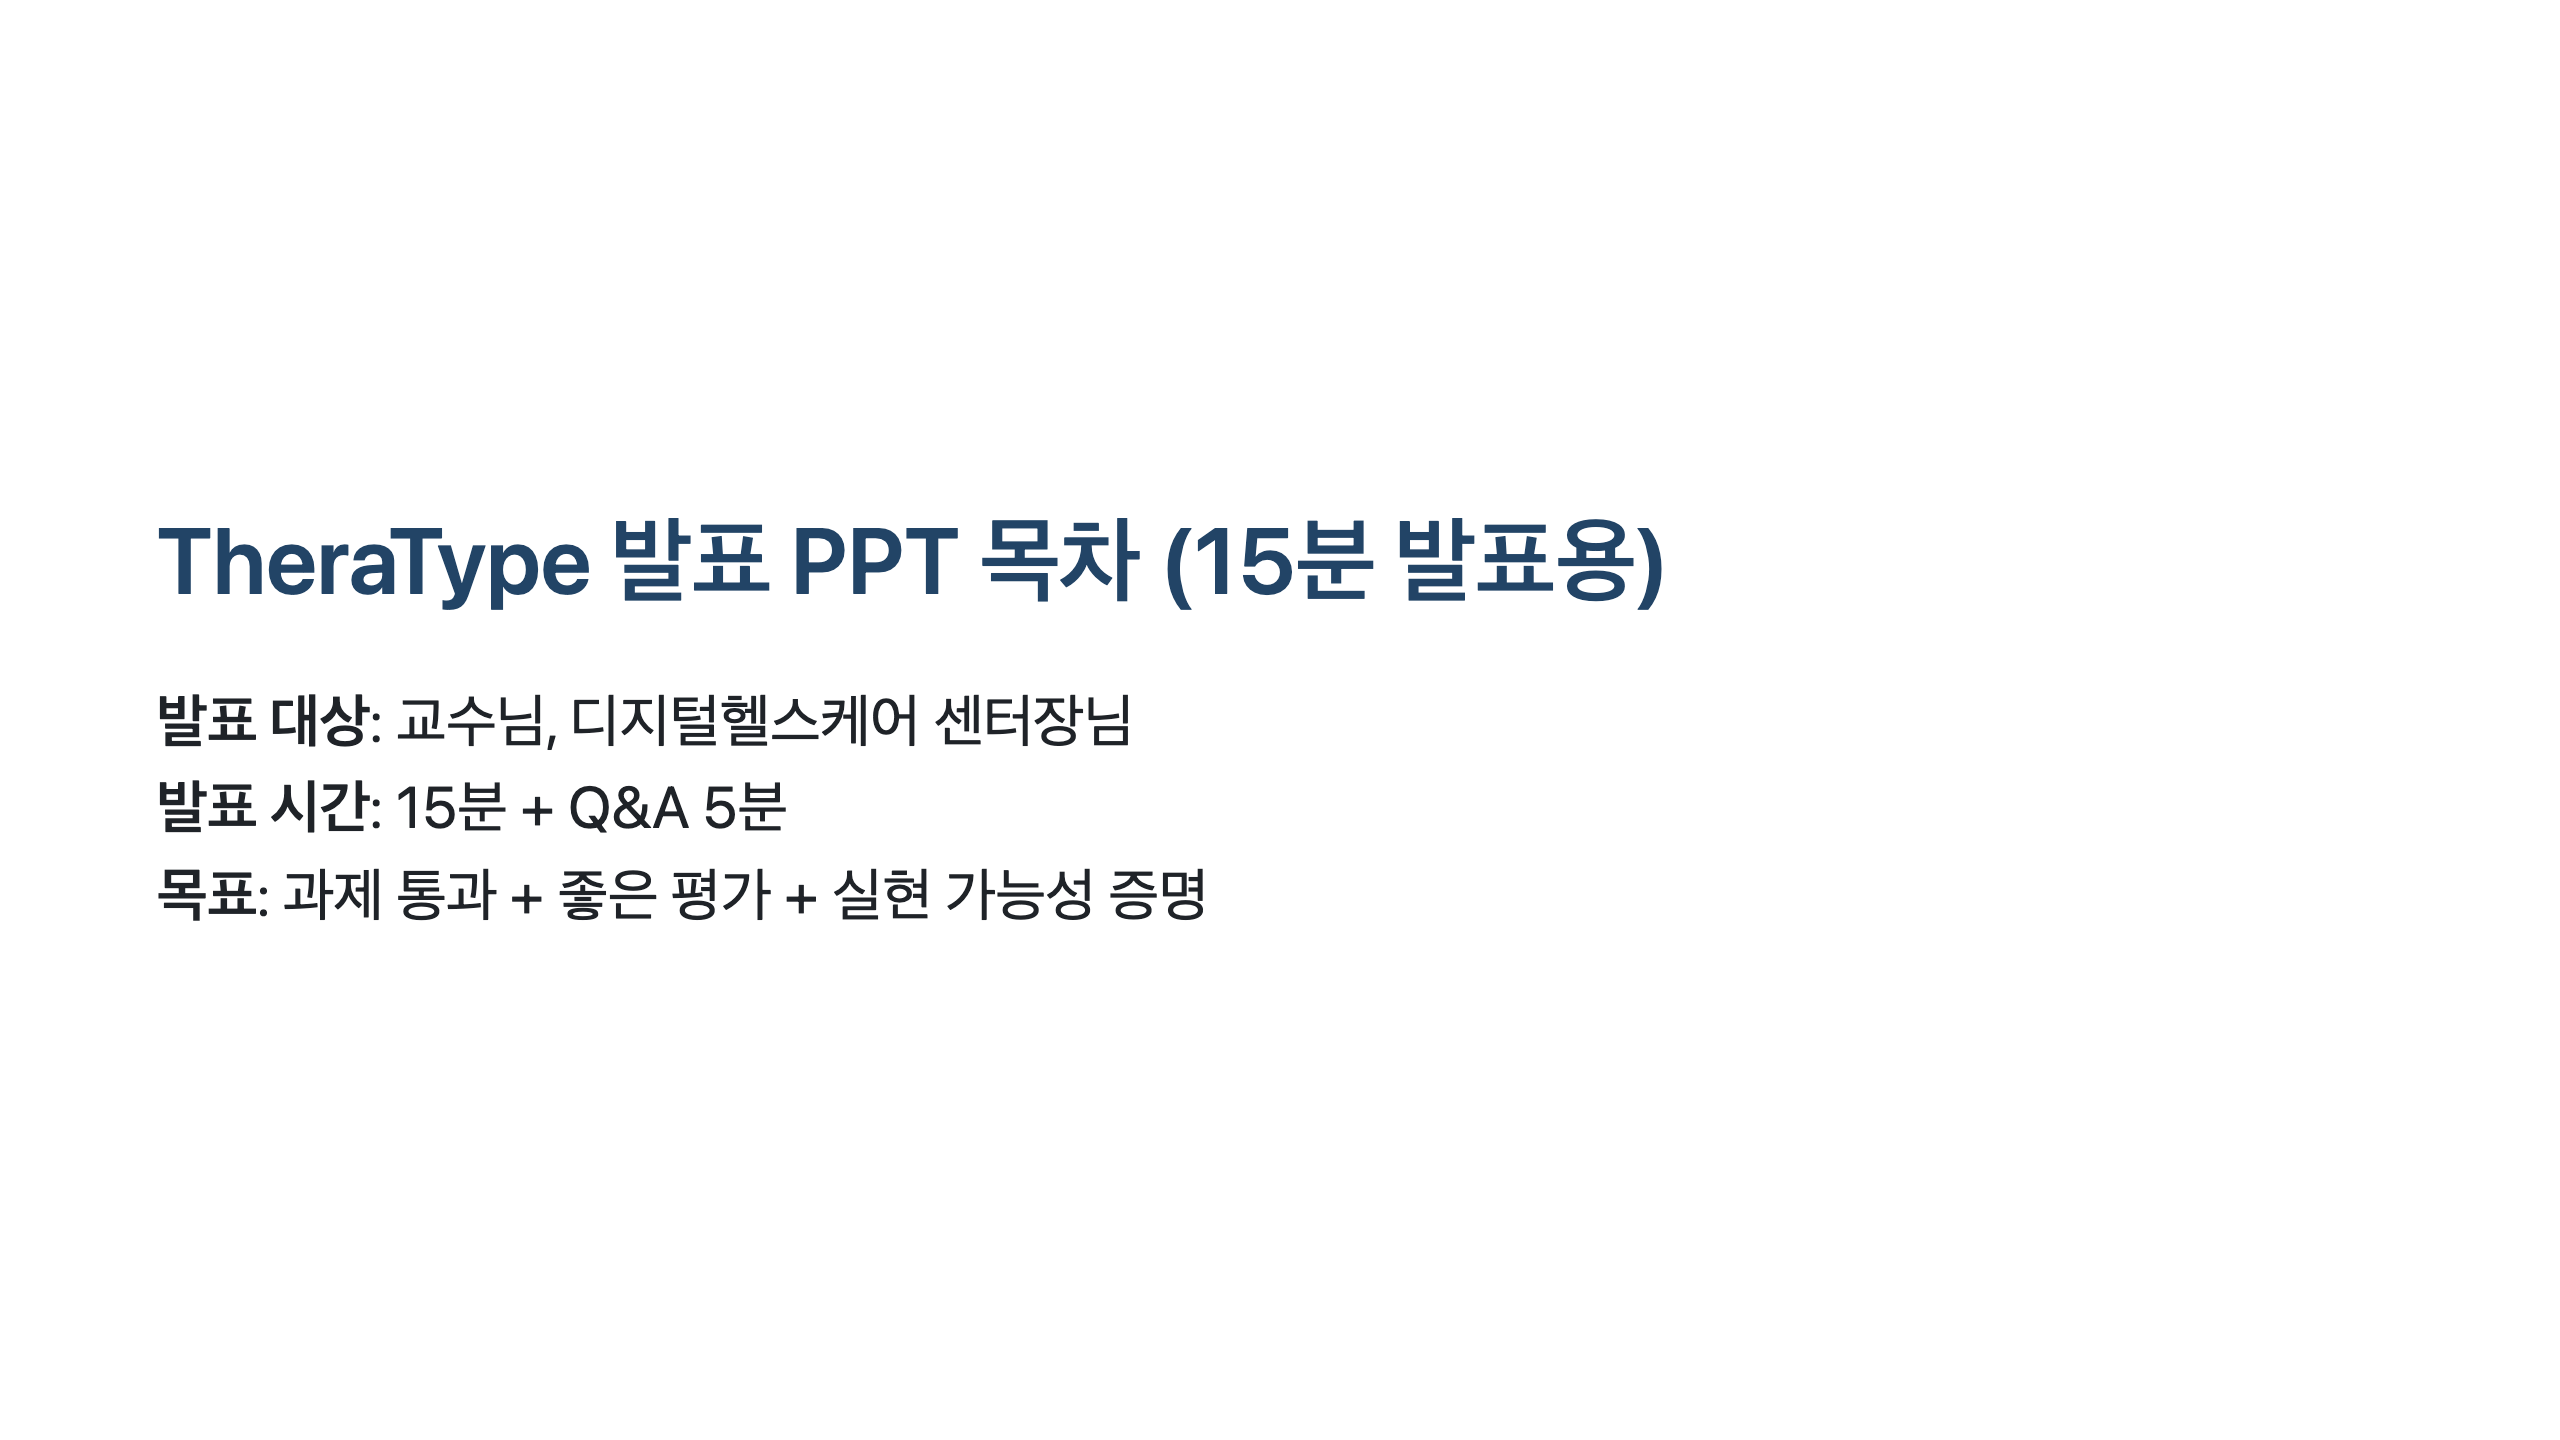 TheraType 발표 PPT 목차 (15분 발표용)
발표 대상: 교수님, 디지털헬스케어 센터장님
발표 시간: 15분 + Q&A 5분
목표: 과제 통과 + 좋은 평가 + 실현 가능성 증명